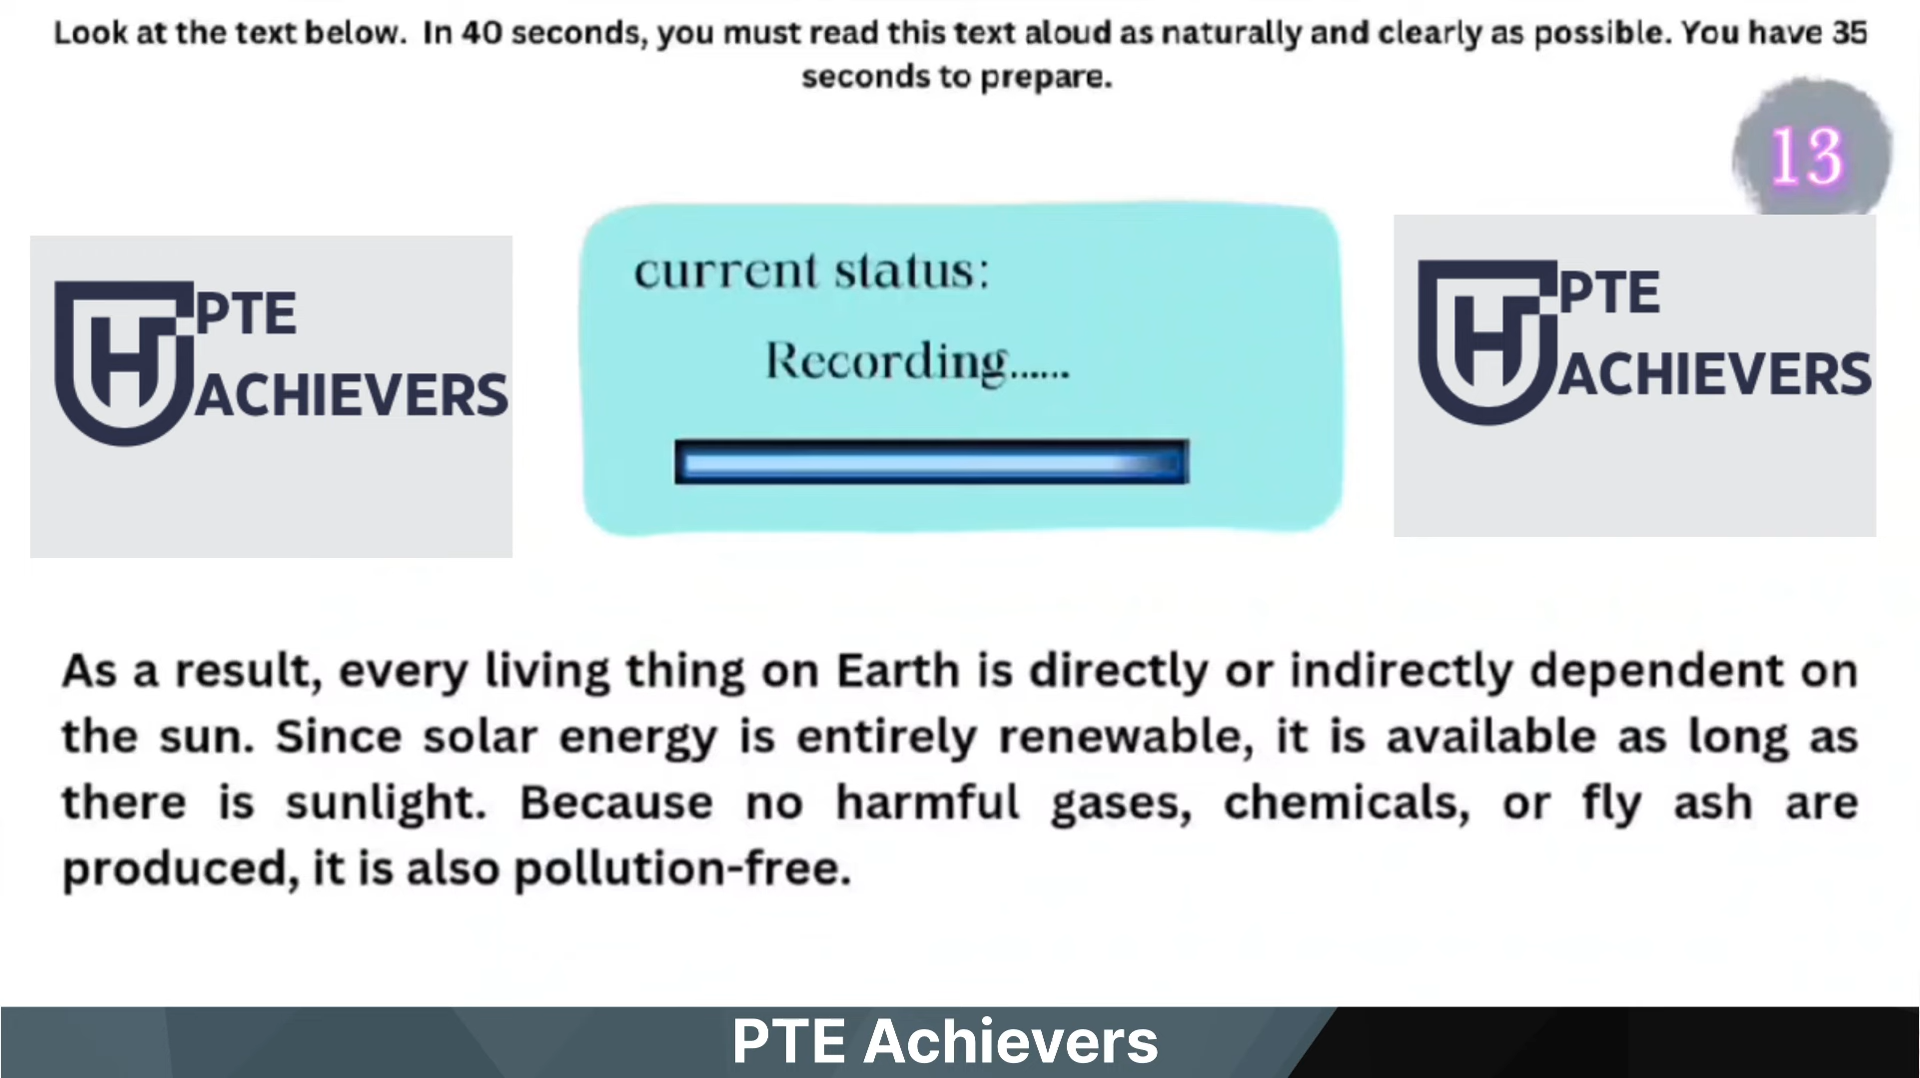 Look at the text below. In 40 seconds, you must read this text aloud as naturally and clearly as possible. You have 35
seconds to prepare.
13
current status:
Recording......
PTE
ACHIEVERS
PTE
ACHIEVERS
As a result, every living thing on Earth is directly or indirectly dependent on
the sun. Since solar energy is entirely renewable, it is available as long as
there is sunlight. Because no harmful gases, chemicals, or fly ash are
produced, it is also pollution-free.
PTE Achievers